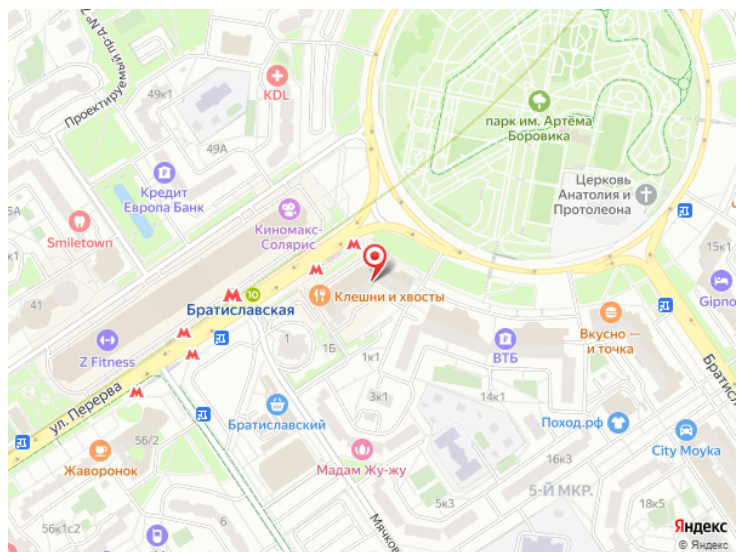 Проектируемый пр-д №
49к1
KDL
49А
парк им. Артёма
Боровика
Кредит
Европа Банк
Церковь
Анатолия и
Протолеона
Киномакс-
Солярис
5А
Smiletown
15к1
41
10
Братиславская
Клешни и хвосты
Gipno
Z Fitness
1
1Б
1к1
ВТБ
Вкусно —
и точка
ул. Перерва
3к1
14к1
Братиславский
Поход.рф
City Moyka
56/2
Жаворонок
Мадам Жу-жу
16к3
5-Й МКР.
5к3
18к5
56к1с2
6
Мячков
Яндекс
© Яндекс